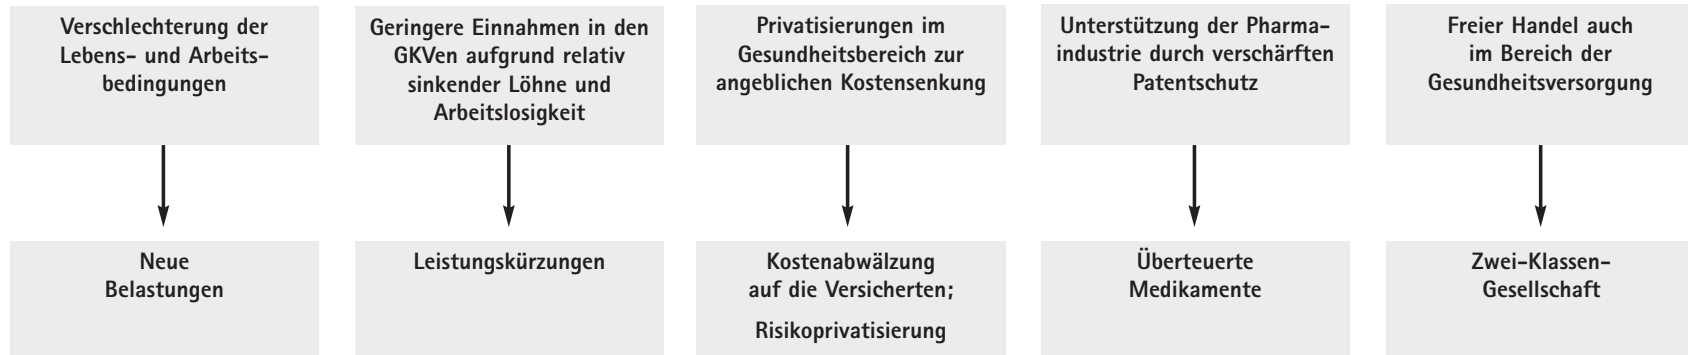 Verschlechterung der
Lebens- und Arbeits-
bedingungen
Geringere Einnahmen in den
GKVen aufgrund relativ
sinkender Löhne und
Arbeitslosigkeit
Privatisierungen im
Gesundheitsbereich zur
angeblichen Kostensenkung
Unterstützung der Pharma-
industrie durch verschärften
Patentschutz
Freier Handel auch
im Bereich der
Gesundheitsversorgung
Neue
Belastungen
Leistungskürzungen
Kostenabwälzung
auf die Versicherten;
Risikoprivatisierung
Überteuerte
Medikamente
Zwei-Klassen-
Gesellschaft